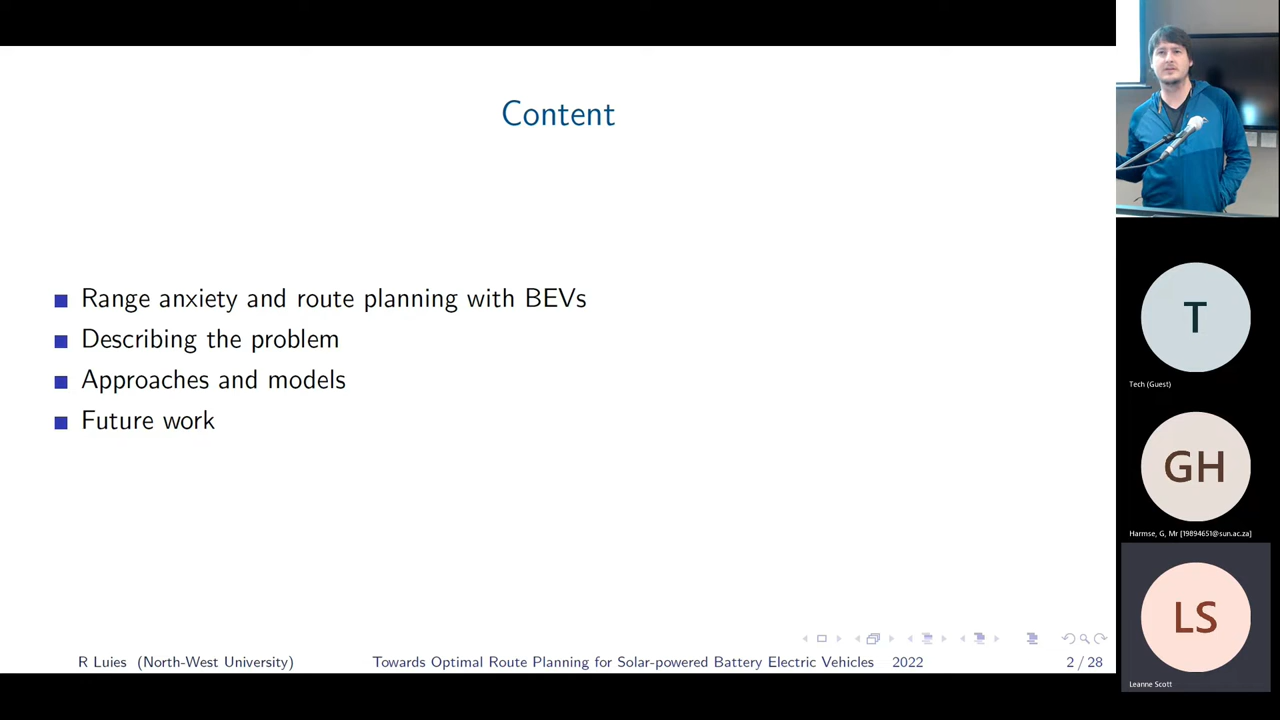 Content
Range anxiety and route planning with BEVs
Describing the problem
Approaches and models
Future work
R Luies (North-West University)
Towards Optimal Route Planning for Solar-powered Battery Electric Vehicles
2022
2 / 28
T
Tech (Guest)
GH
Harmse, G, Mr [19894651@sun.ac.za]
LS
Leanne Scott